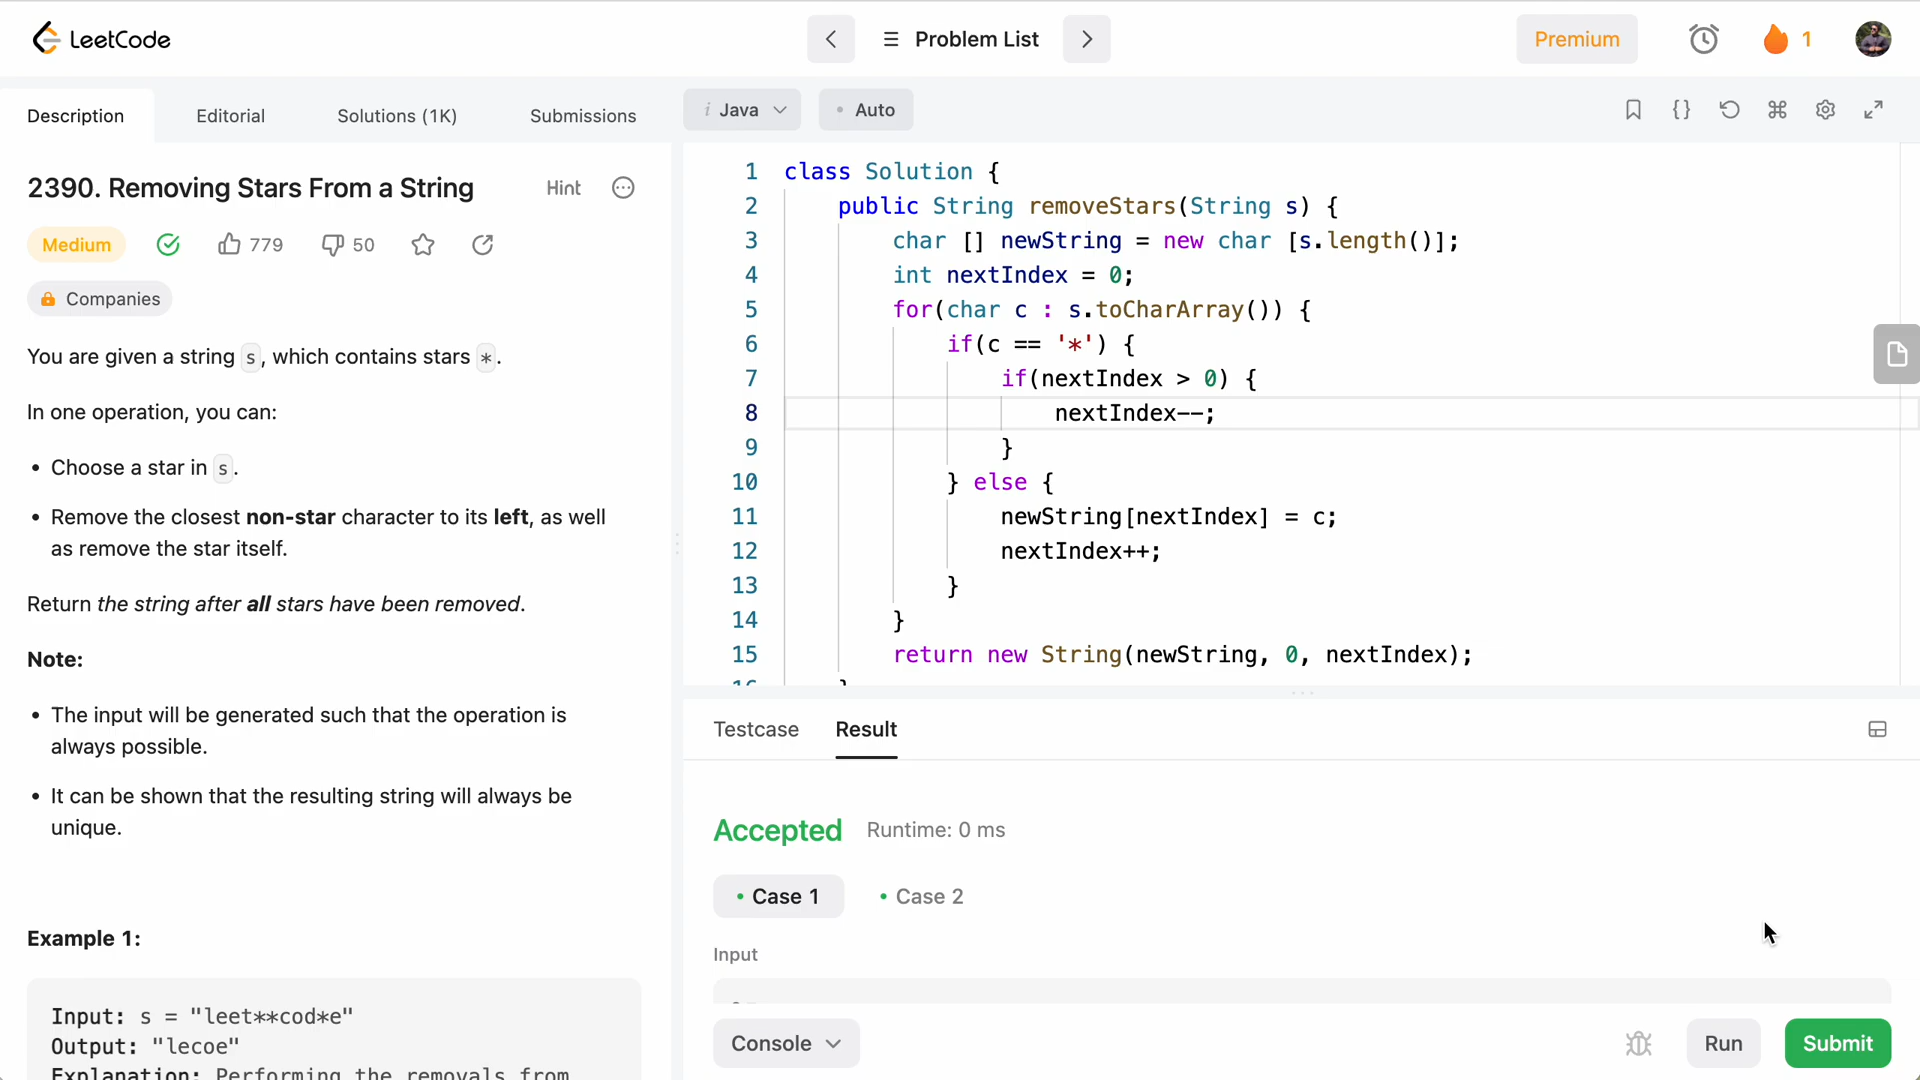 LeetCode
Problem List
Premium
1
Description
Editorial
Solutions (1K)
Submissions
i Java
• Auto
2390. Removing Stars From a String
Hint
Medium
779
50
Companies
You are given a string s, which contains stars *.
In one operation, you can:
• Choose a star in s.
• Remove the closest non-star character to its left, as well
as remove the star itself.
Return the string after all stars have been removed.
Note:
• The input will be generated such that the operation is
always possible.
• It can be shown that the resulting string will always be
unique.
Example 1:
Input: s = "leet**cod*e"
Output: "lecoe"
Explanation: Performing the removals from
1 class Solution {
2 public String removeStars(String s) {
3 char [] newString = new char [s.length()];
4 int nextIndex = 0;
5 for(char c : s.toCharArray()) {
6 if(c == '*') {
7 if(nextIndex > 0) {
8 nextIndex--;
9 }
10 } else {
11 newString[nextIndex] = c;
12 nextIndex++;
13 }
14 }
15 return new String(newString, 0, nextIndex);
16 }
Testcase
Result
Accepted
Runtime: 0 ms
• Case 1
• Case 2
Input
Console
Run
Submit